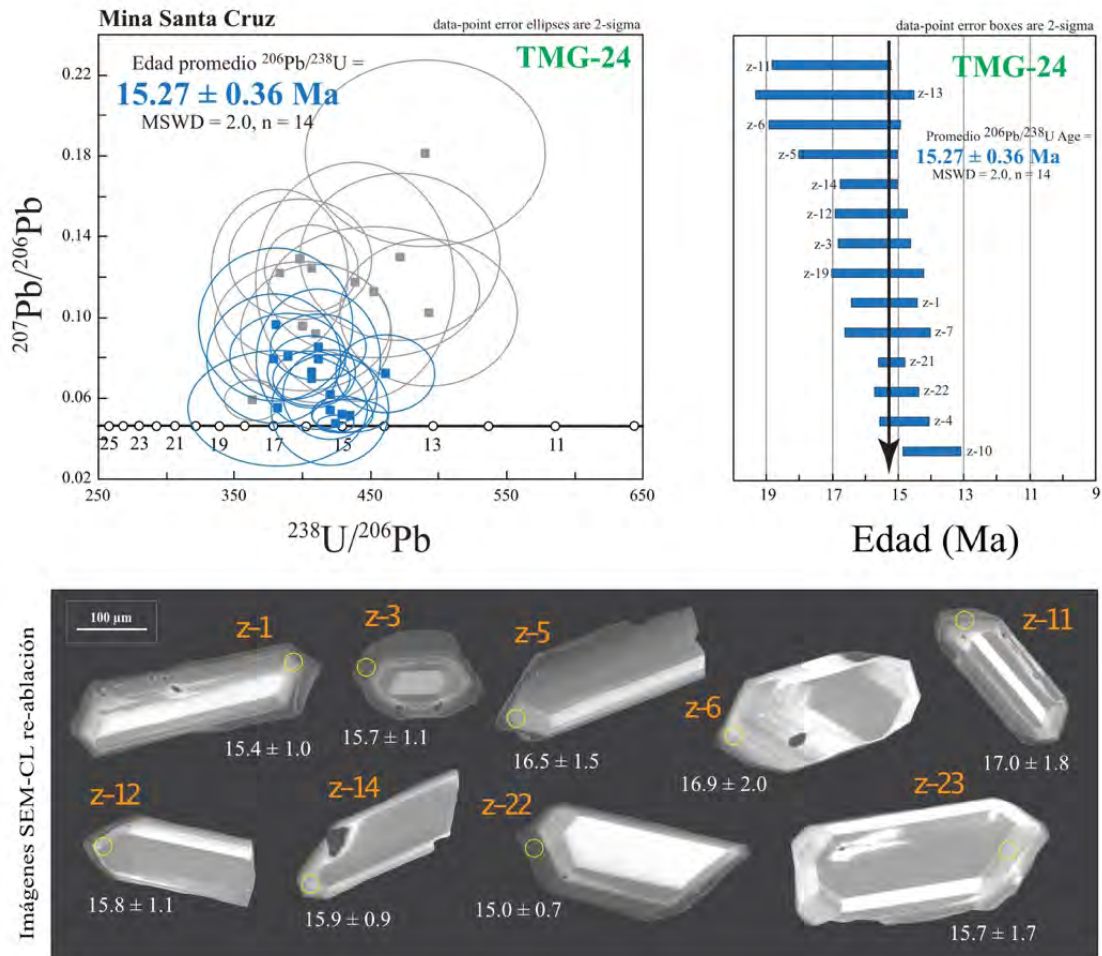 Mina Santa Cruz
data-point error ellipses are 2-sigma
TMG-24
Edad promedio ²⁰⁶Pb/²³⁸U =
15.27 ± 0.36 Ma
MSWD = 2.0, n = 14
0.22
0.18
0.14
0.10
0.06
0.02
²⁰⁷Pb/²⁰⁶Pb
25 23 21 19 17 15 13 11
250 350 450 550 650
²³⁸U/²⁰⁶Pb
data-point error boxes are 2-sigma
TMG-24
z-11
z-13
z-6
z-5
Promedio ²⁰⁶Pb/²³⁸U Age =
15.27 ± 0.36 Ma
MSWD = 2.0, n = 14
z-14
z-12
z-3
z-19
z-1
z-7
z-21
z-22
z-4
z-10
19 17 15 13 11 9
Edad (Ma)
Imágenes SEM-CL re-ablación
100 µm
z-1
15.4 ± 1.0
z-3
15.7 ± 1.1
z-5
16.5 ± 1.5
z-6
16.9 ± 2.0
z-11
17.0 ± 1.8
z-12
15.8 ± 1.1
z-14
15.9 ± 0.9
z-22
15.0 ± 0.7
z-23
15.7 ± 1.7